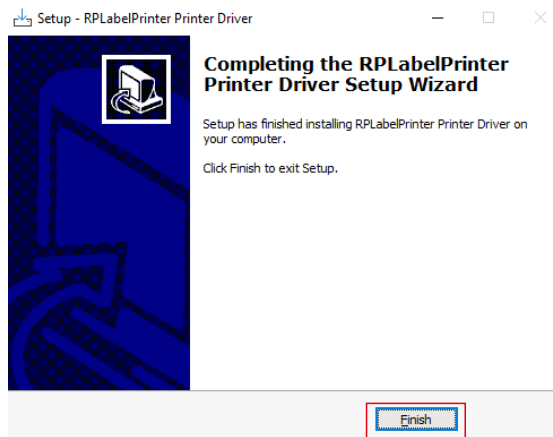 Setup - RPLabelPrinter Printer Driver
Completing the RPLabelPrinter
Printer Driver Setup Wizard
Setup has finished installing RPLabelPrinter Printer Driver on
your computer.
Click Finish to exit Setup.
Finish